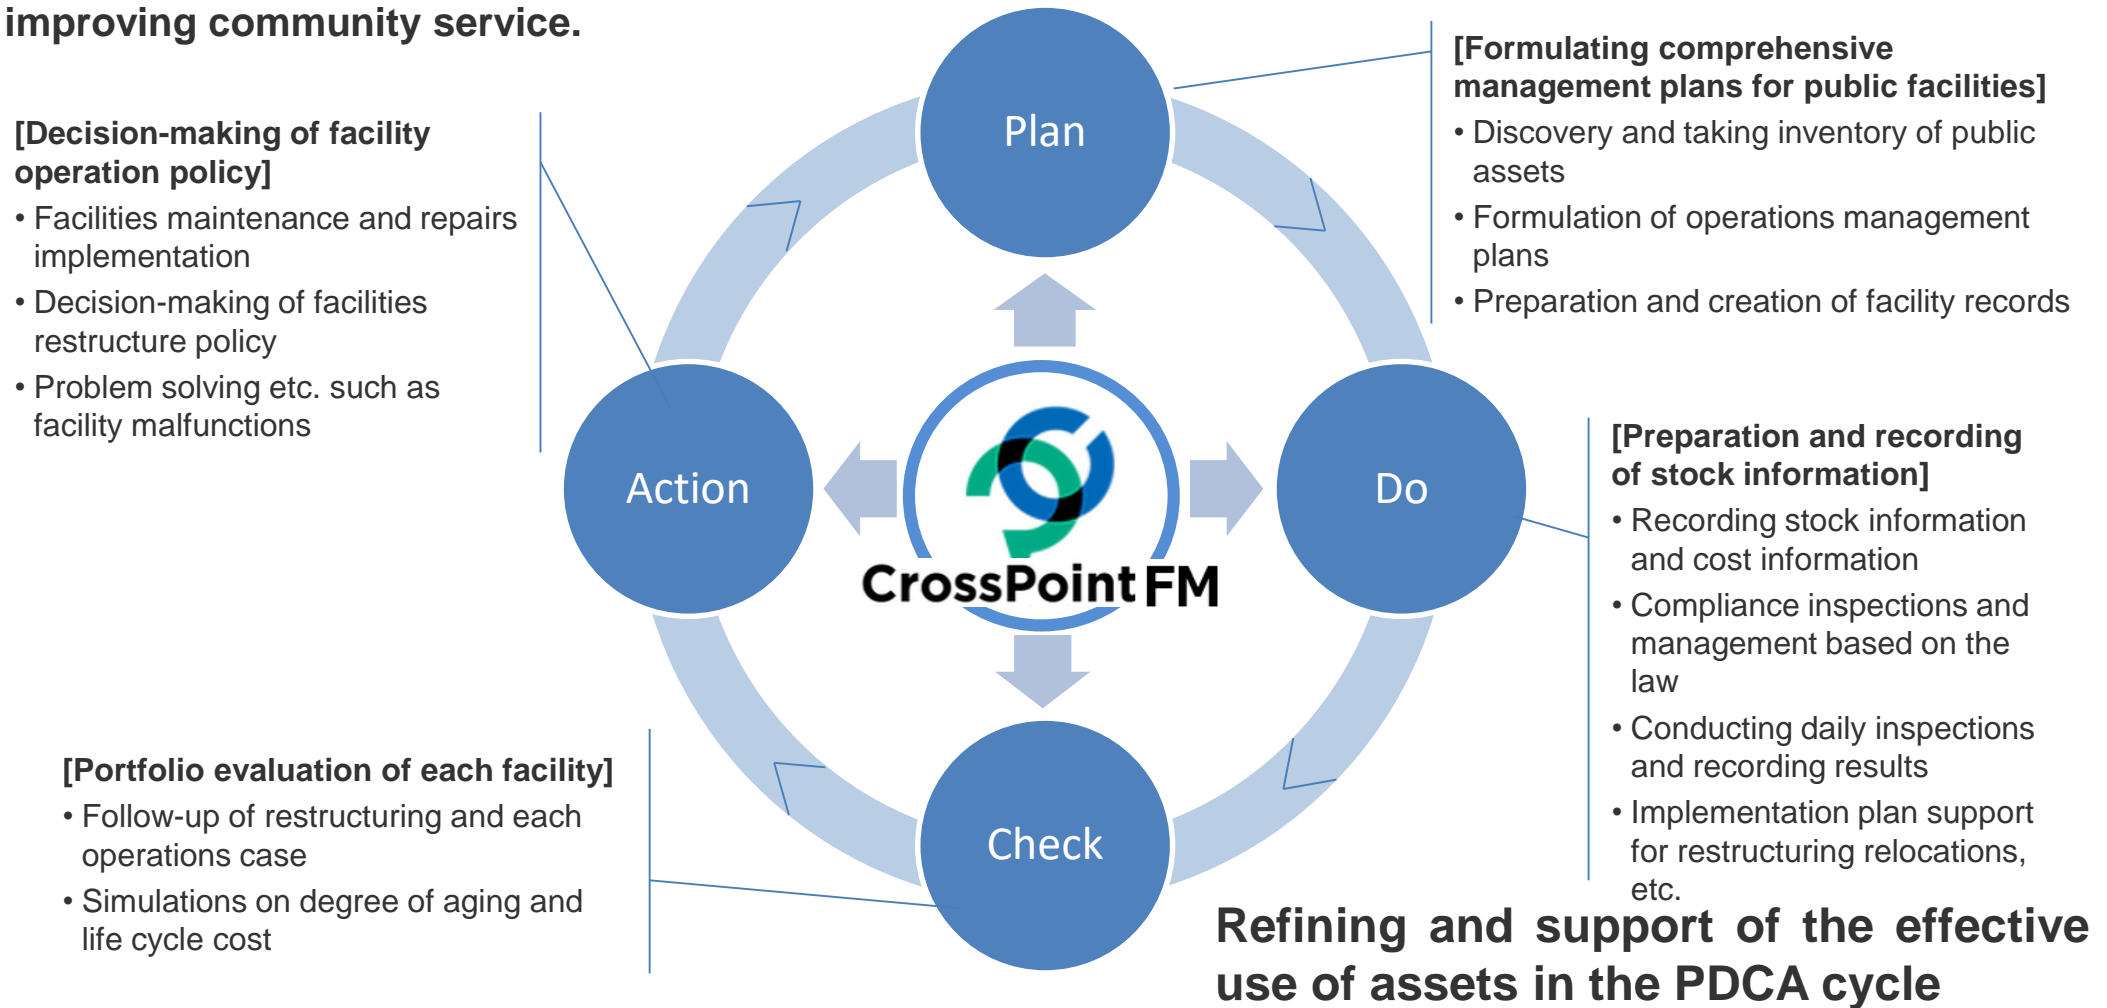 improving community service.
Plan
[Formulating comprehensive
management plans for public facilities]
• Discovery and taking inventory of public
assets
• Formulation of operations management
plans
• Preparation and creation of facility records
[Decision-making of facility
operation policy]
• Facilities maintenance and repairs
implementation
• Decision-making of facilities
restructure policy
• Problem solving etc. such as
facility malfunctions
Action
CrossPoint FM
Do
[Preparation and recording
of stock information]
• Recording stock information
and cost information
• Compliance inspections and
management based on the
law
• Conducting daily inspections
and recording results
• Implementation plan support
for restructuring relocations,
etc.
[Portfolio evaluation of each facility]
• Follow-up of restructuring and each
operations case
• Simulations on degree of aging and
life cycle cost
Check
Refining and support of the effective
use of assets in the PDCA cycle